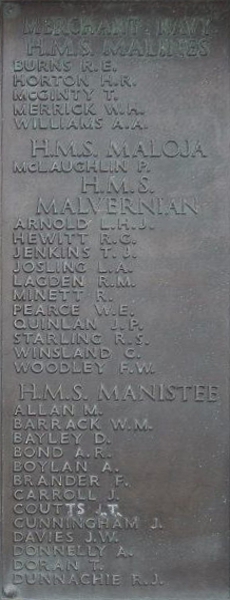 MERCHANT NAVY
H.M.S. MALINES
BURNS R.E.
HORTON H.R.
McGINTY T.
MERRICK W.H.
WILLIAMS A.A.
H.M.S. MALOJA
McLAUGHLIN P.
H.M.S.
MALVERNIAN
ARNOLD L.H.J.
HEWITT R.G.
JENKINS T.J.
JOSLING L.A.
LAGDEN R.M.
MINETT R.
PEARCE W.E.
QUINLAN J.P.
STARLING R.S.
WINSLAND C.
WOODLEY F.W.
H.M.S. MANISTEE
ALLAN M.
BARRACK W.M.
BAYLEY D.
BOND A.R.
BOYLAN A.
BRANDER F.
CARROLL J.
COUTTS J.T.
CUNNINGHAM J.
DAVIES J.W.
DONNELLY A.
DORAN T.
DUNNACHIE R.J.